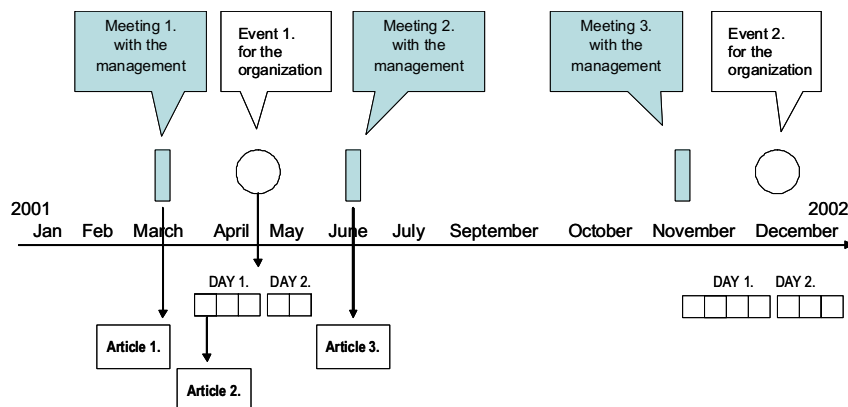 Meeting 1.
with the
management
Event 1.
for the
organization
Meeting 2.
with the
management
Meeting 3.
with the
management
Event 2.
for the
organization
2001
2002
Jan Feb March April May June July September October November December
DAY 1. DAY 2.
DAY 1. DAY 2.
Article 1.
Article 3.
Article 2.